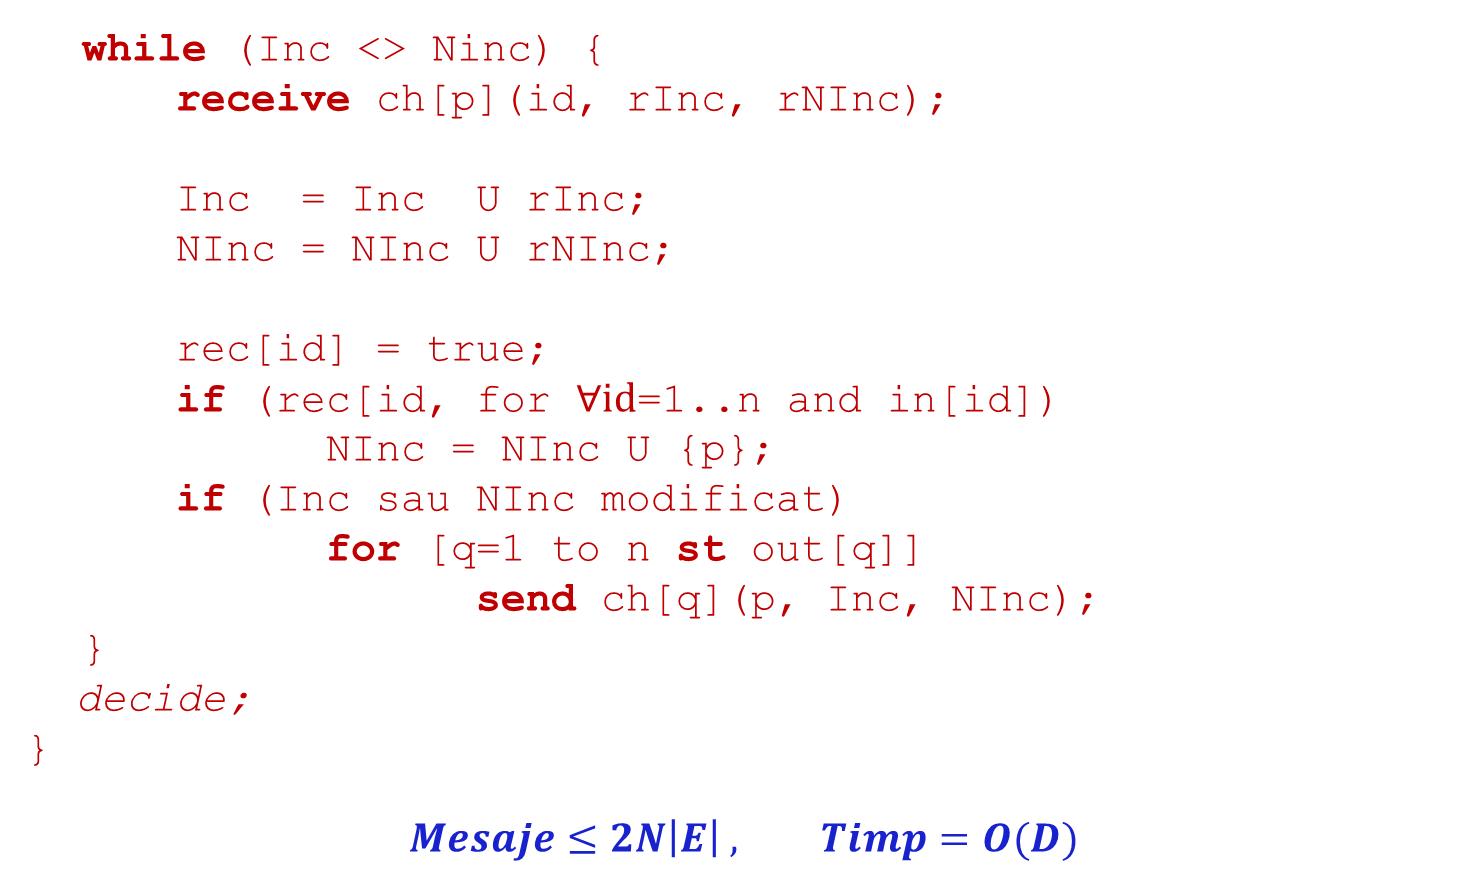 while (Inc <> Ninc) {
receive ch[p](id, rInc, rNInc);
Inc = Inc U rInc;
NInc = NInc U rNInc;
rec[id] = true;
if (rec[id, for ∀id=1..n and in[id])
NInc = NInc U {p};
if (Inc sau NInc modificat)
for [q=1 to n st out[q]]
send ch[q](p, Inc, NInc);
}
decide;
}
Mesaje ≤ 2N|E|, Timp = O(D)